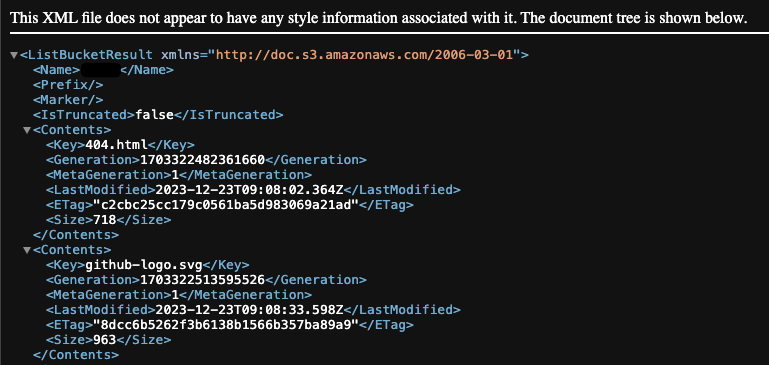 This XML file does not appear to have any style information associated with it. The document tree is shown below.
▼<ListBucketResult xmlns="http://doc.s3.amazonaws.com/2006-03-01">
<Name></Name>
<Prefix/>
<Marker/>
<IsTruncated>false</IsTruncated>
▼<Contents>
<Key>404.html</Key>
<Generation>1703322482361660</Generation>
<MetaGeneration>1</MetaGeneration>
<LastModified>2023-12-23T09:08:02.364Z</LastModified>
<ETag>"c2cbc25cc179c0561ba5d983069a21ad"</ETag>
<Size>718</Size>
</Contents>
▼<Contents>
<Key>github-logo.svg</Key>
<Generation>1703322513595526</Generation>
<MetaGeneration>1</MetaGeneration>
<LastModified>2023-12-23T09:08:33.598Z</LastModified>
<ETag>"8dcc6b5262f3b6138b1566b357ba89a9"</ETag>
<Size>963</Size>
</Contents>